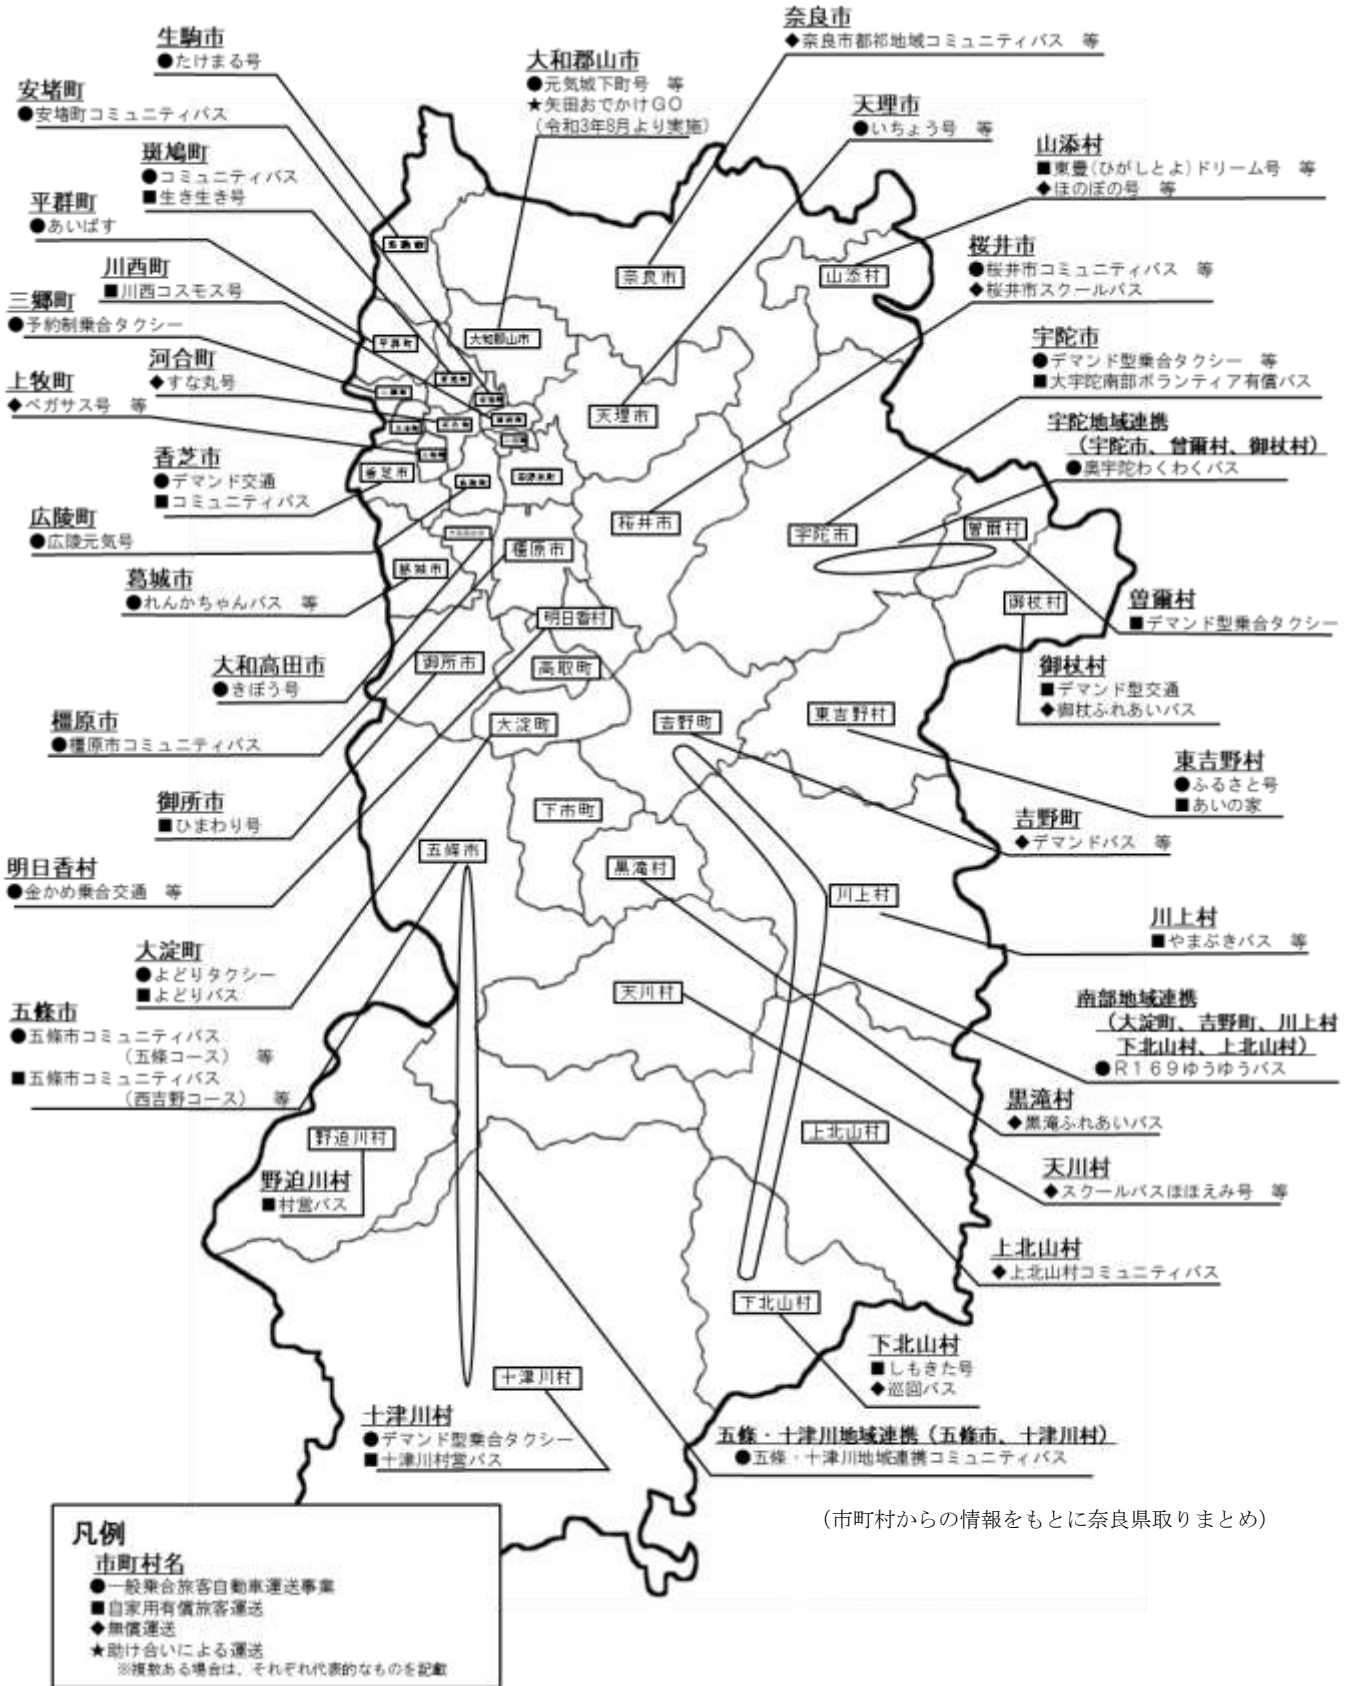 奈良市
◆奈良市都祁地域コミュニティバス 等
生駒市
●たけまる号
大和郡山市
●元気城下町号 等
★矢田おでかけGO
(令和3年8月より実施)
安堵町
●安堵町コミュニティバス
天理市
●いちょう号 等
斑鳩町
●コミュニティバス
■生き生き号
山添村
■東豊(ひがしとよ)ドリーム号 等
◆ほのぼの号 等
平群町
●あいばす
桜井市
●桜井市コミュニティバス 等
◆桜井市スクールバス
川西町
■川西コスモス号
三郷町
●予約制乗合タクシー
宇陀市
●デマンド型乗合タクシー 等
■大宇陀南部ボランティア有償バス
河合町
◆すな丸号
上牧町
◆ペガサス号 等
宇陀地域連携
(宇陀市、曽爾村、御杖村)
●奥宇陀わくわくバス
香芝市
●デマンド交通
■コミュニティバス
広陵町
●広陵元気号
葛城市
●れんかちゃんバス 等
曽爾村
■デマンド型乗合タクシー
大和高田市
●きぼう号
御杖村
■デマンド型交通
◆御杖ふれあいバス
橿原市
●橿原市コミュニティバス
東吉野村
●ふるさと号
■あいの家
御所市
■ひまわり号
吉野町
◆デマンドバス 等
明日香村
●金かめ乗合交通 等
川上村
■やまぶきバス 等
大淀町
●よどりタクシー
■よどりバス
南部地域連携
(大淀町、吉野町、川上村
下北山村、上北山村)
●R169ゆうゆうバス
五條市
●五條市コミュニティバス
(五條コース) 等
■五條市コミュニティバス
(西吉野コース) 等
黒滝村
◆黒滝ふれあいバス
天川村
◆スクールバスほほえみ号 等
野迫川村
■村営バス
上北山村
◆上北山村コミュニティバス
下北山村
■しもきた号
◆巡回バス
十津川村
●デマンド型乗合タクシー
■十津川村営バス
五條・十津川地域連携(五條市、十津川村)
●五條・十津川地域連携コミュニティバス
生駒市
奈良市
山添村
大和郡山市
平群町
天理市
香芝市
田原本町
桜井市
宇陀市
曽爾村
橿原市
葛城市
御杖村
明日香村
御所市
高取町
大淀町
吉野町
東吉野村
下市町
五條市
黒滝村
川上村
天川村
野迫川村
上北山村
下北山村
十津川村
(市町村からの情報をもとに奈良県取りまとめ)
凡例
市町村名
●一般乗合旅客自動車運送事業
■自家用有償旅客運送
◆無償運送
★助け合いによる運送
※複数ある場合は、それぞれ代表的なものを記載